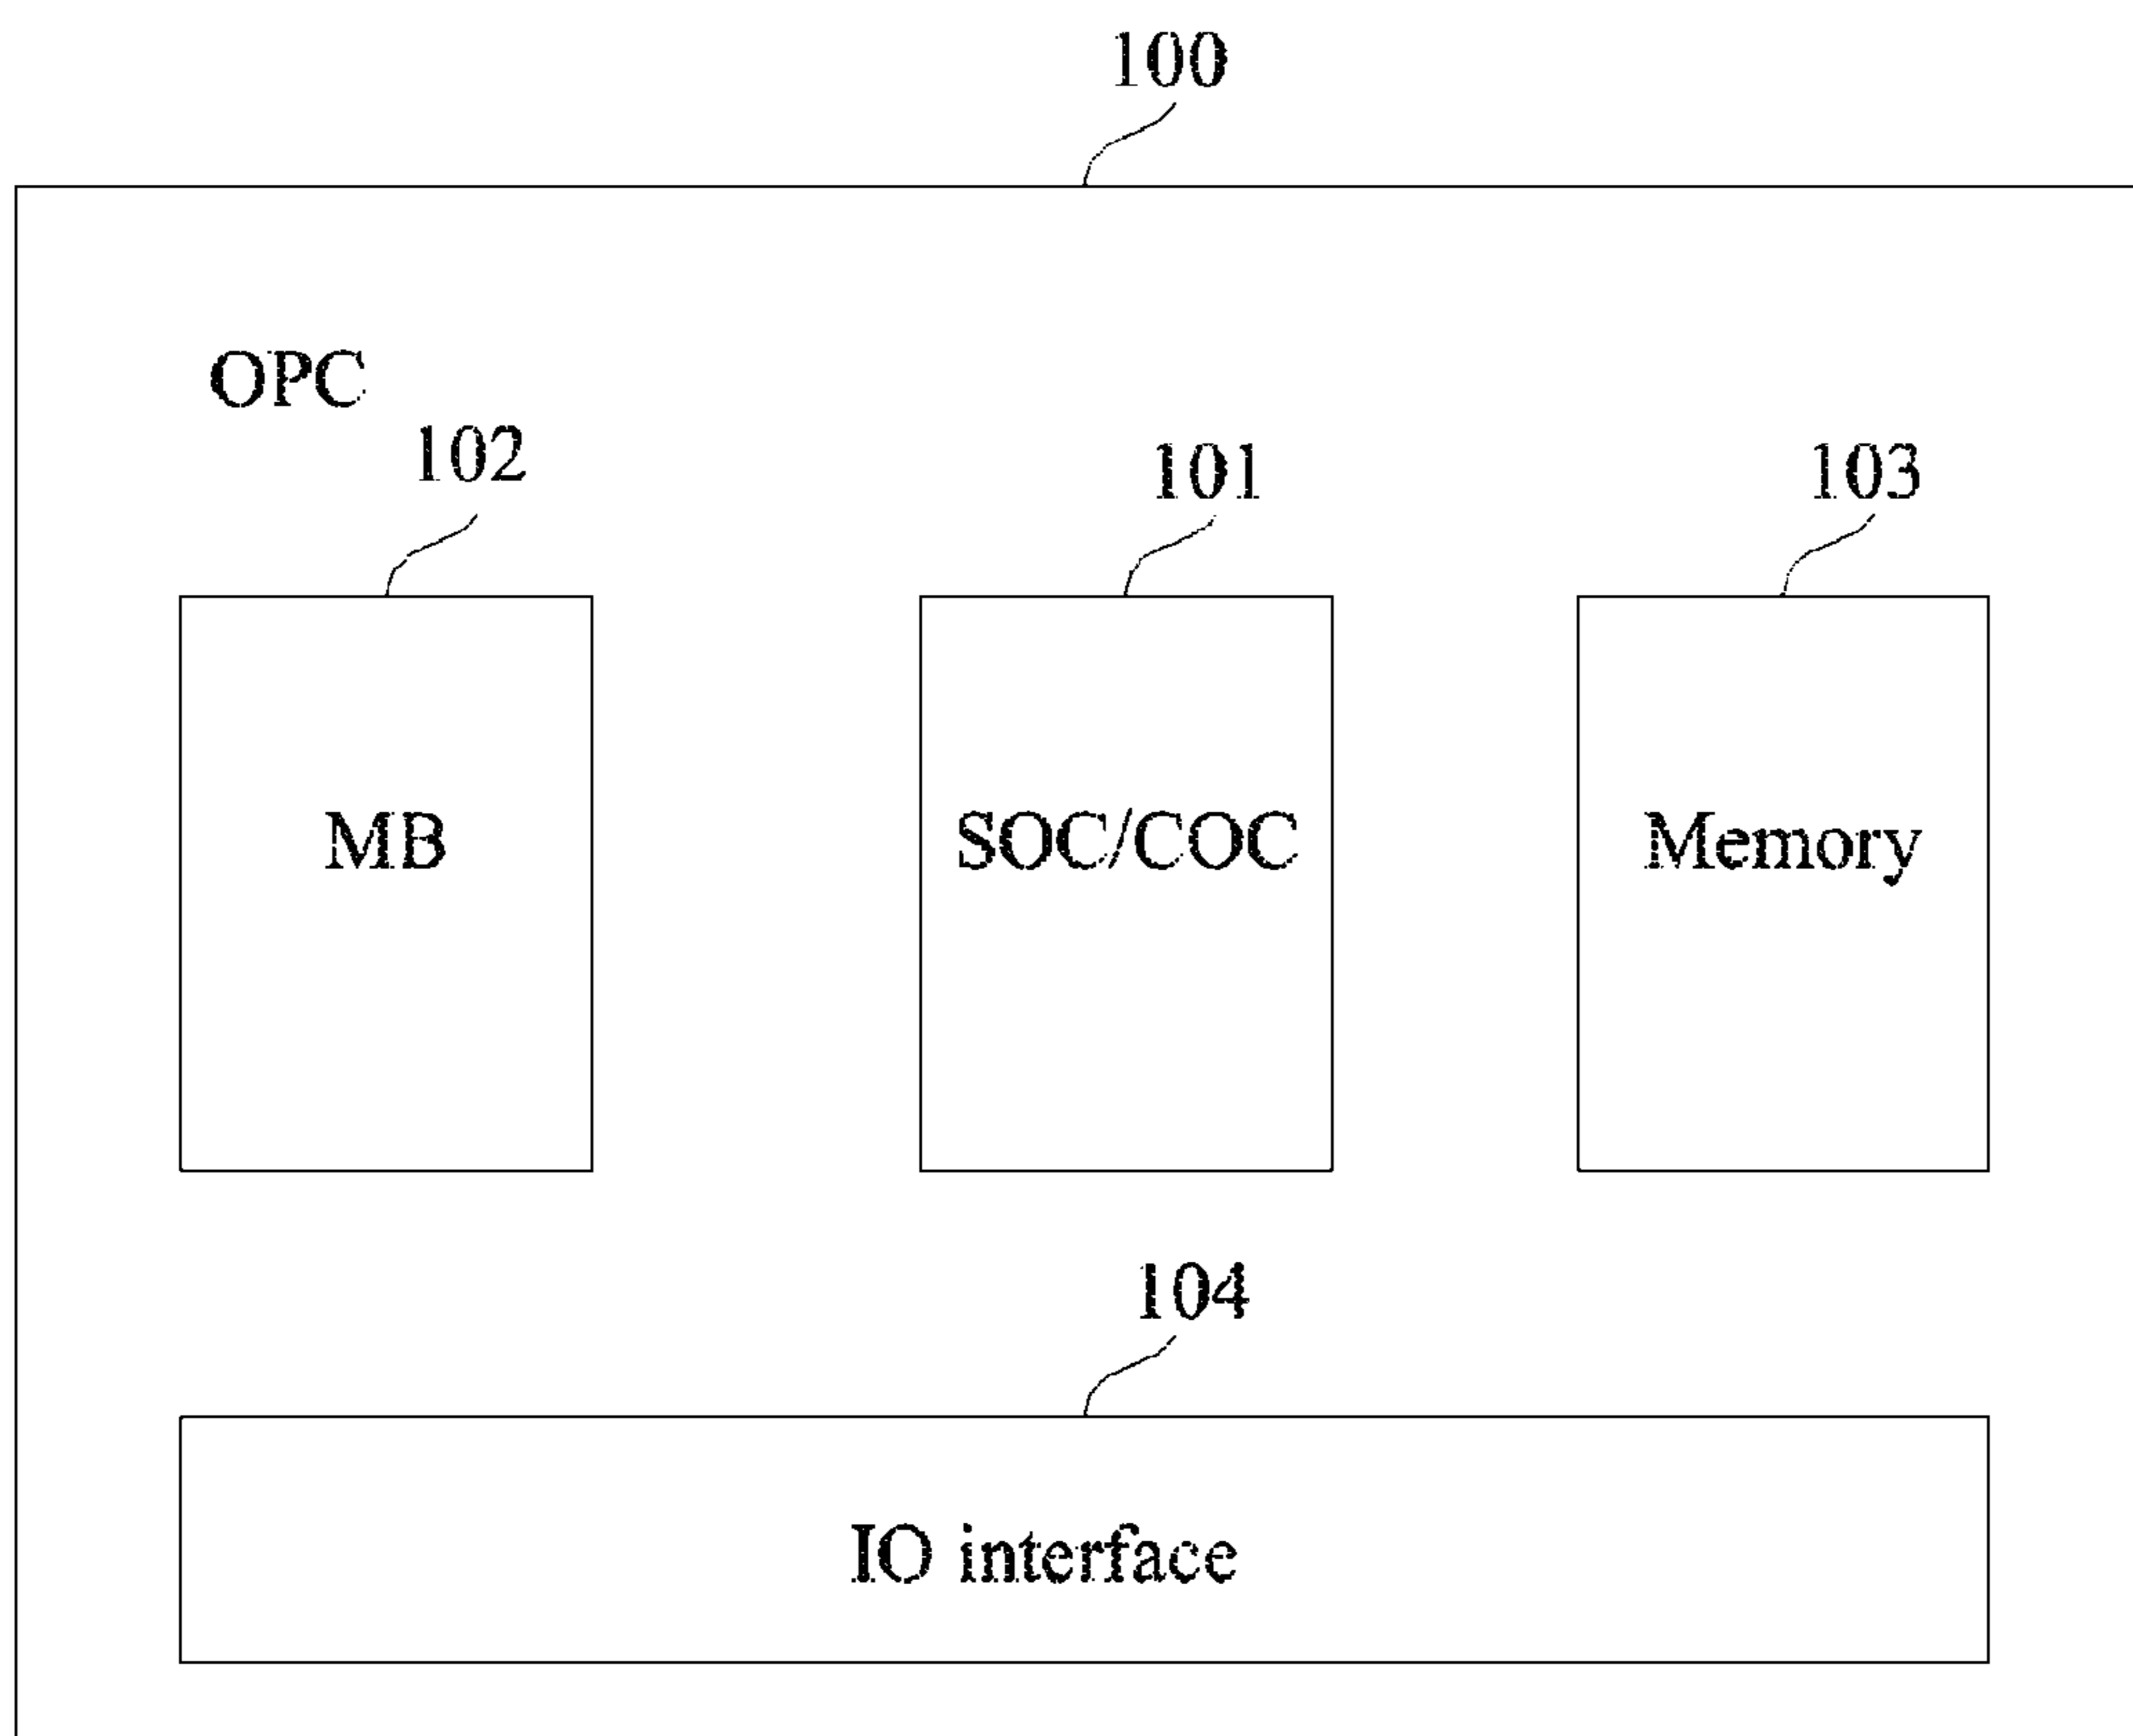 100
OPC
102
101
103
MB
SOC/COC
Memory
104
IO interface